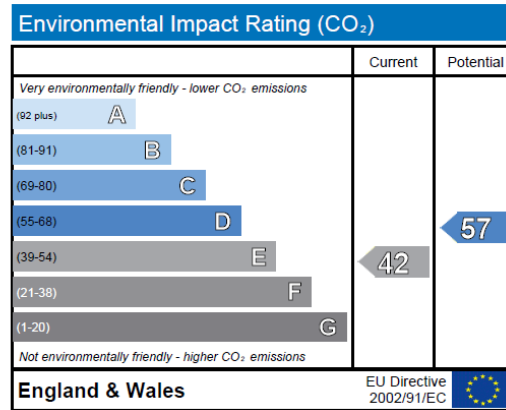 Environmental Impact Rating (CO₂)
Current Potential
Very environmentally friendly - lower CO₂ emissions
(92 plus) A
(81-91) B
(69-80) C
(55-68) D
57
(39-54) E
42
(21-38) F
(1-20) G
Not environmentally friendly - higher CO₂ emissions
England & Wales
EU Directive
2002/91/EC